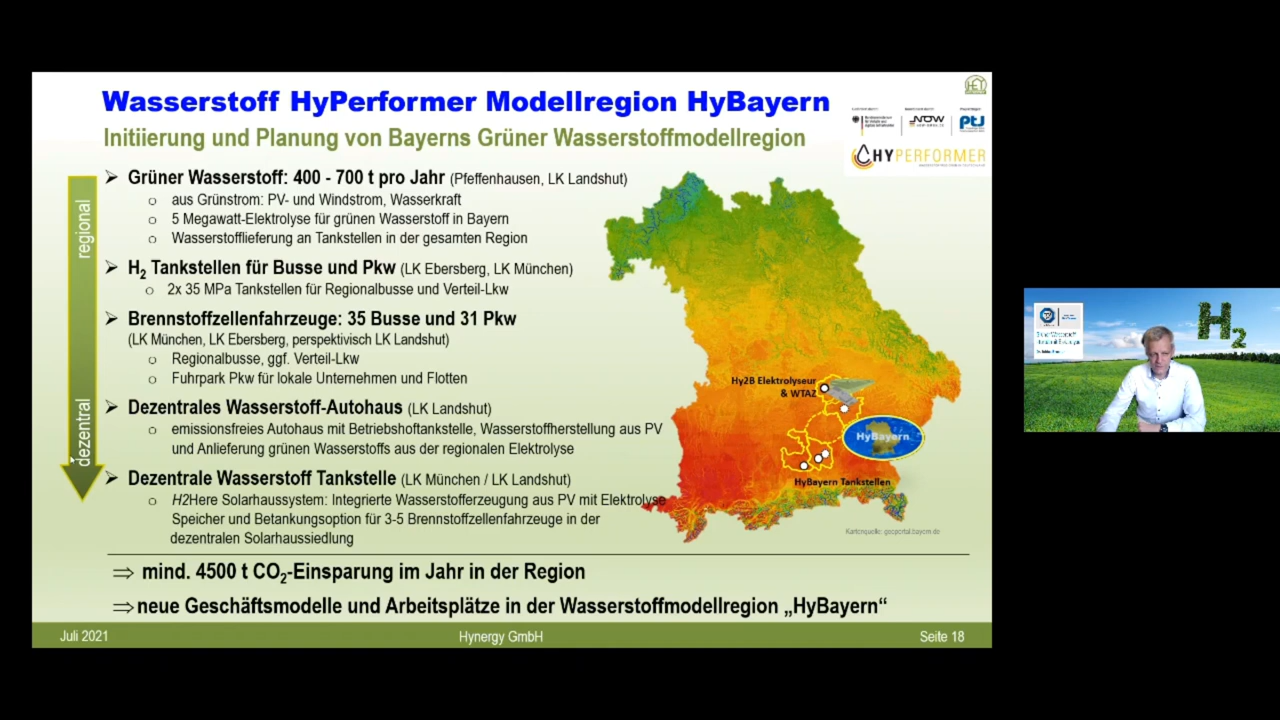 Wasserstoff HyPerformer Modellregion HyBayern
Initiierung und Planung von Bayerns Grüner Wasserstoffmodellregion
NOW
PtJ
HYPERFORMER
regional
dezentral
➢ Grüner Wasserstoff: 400 - 700 t pro Jahr (Pfeffenhausen, LK Landshut)
o aus Grünstrom: PV- und Windstrom, Wasserkraft
o 5 Megawatt-Elektrolyse für grünen Wasserstoff in Bayern
o Wasserstofflieferung an Tankstellen in der gesamten Region
➢ H2 Tankstellen für Busse und Pkw (LK Ebersberg, LK München)
o 2x 35 MPa Tankstellen für Regionalbusse und Verteil-Lkw
➢ Brennstoffzellenfahrzeuge: 35 Busse und 31 Pkw
(LK München, LK Ebersberg, perspektivisch LK Landshut)
o Regionalbusse, ggf. Verteil-Lkw
o Fuhrpark Pkw für lokale Unternehmen und Flotten
➢ Dezentrales Wasserstoff-Autohaus (LK Landshut)
o emissionsfreies Autohaus mit Betriebshoftankstelle, Wasserstoffherstellung aus PV
und Anlieferung grünen Wasserstoffs aus der regionalen Elektrolyse
➢ Dezentrale Wasserstoff Tankstelle (LK München / LK Landshut)
o H2Here Solarhaussystem: Integrierte Wasserstofferzeugung aus PV mit Elektrolyse
Speicher und Betankungsoption für 3-5 Brennstoffzellenfahrzeuge in der
dezentralen Solarhaussiedlung
Hy2B Elektrolyseur
& WTAZ
HyBayern
HyBayern Tankstellen
Kartenquelle: geoportal.bayern.de
⇒ mind. 4500 t CO2-Einsparung im Jahr in der Region
⇒ neue Geschäftsmodelle und Arbeitsplätze in der Wasserstoffmodellregion „HyBayern“
Juli 2021
Hynergy GmbH
Seite 18
H2